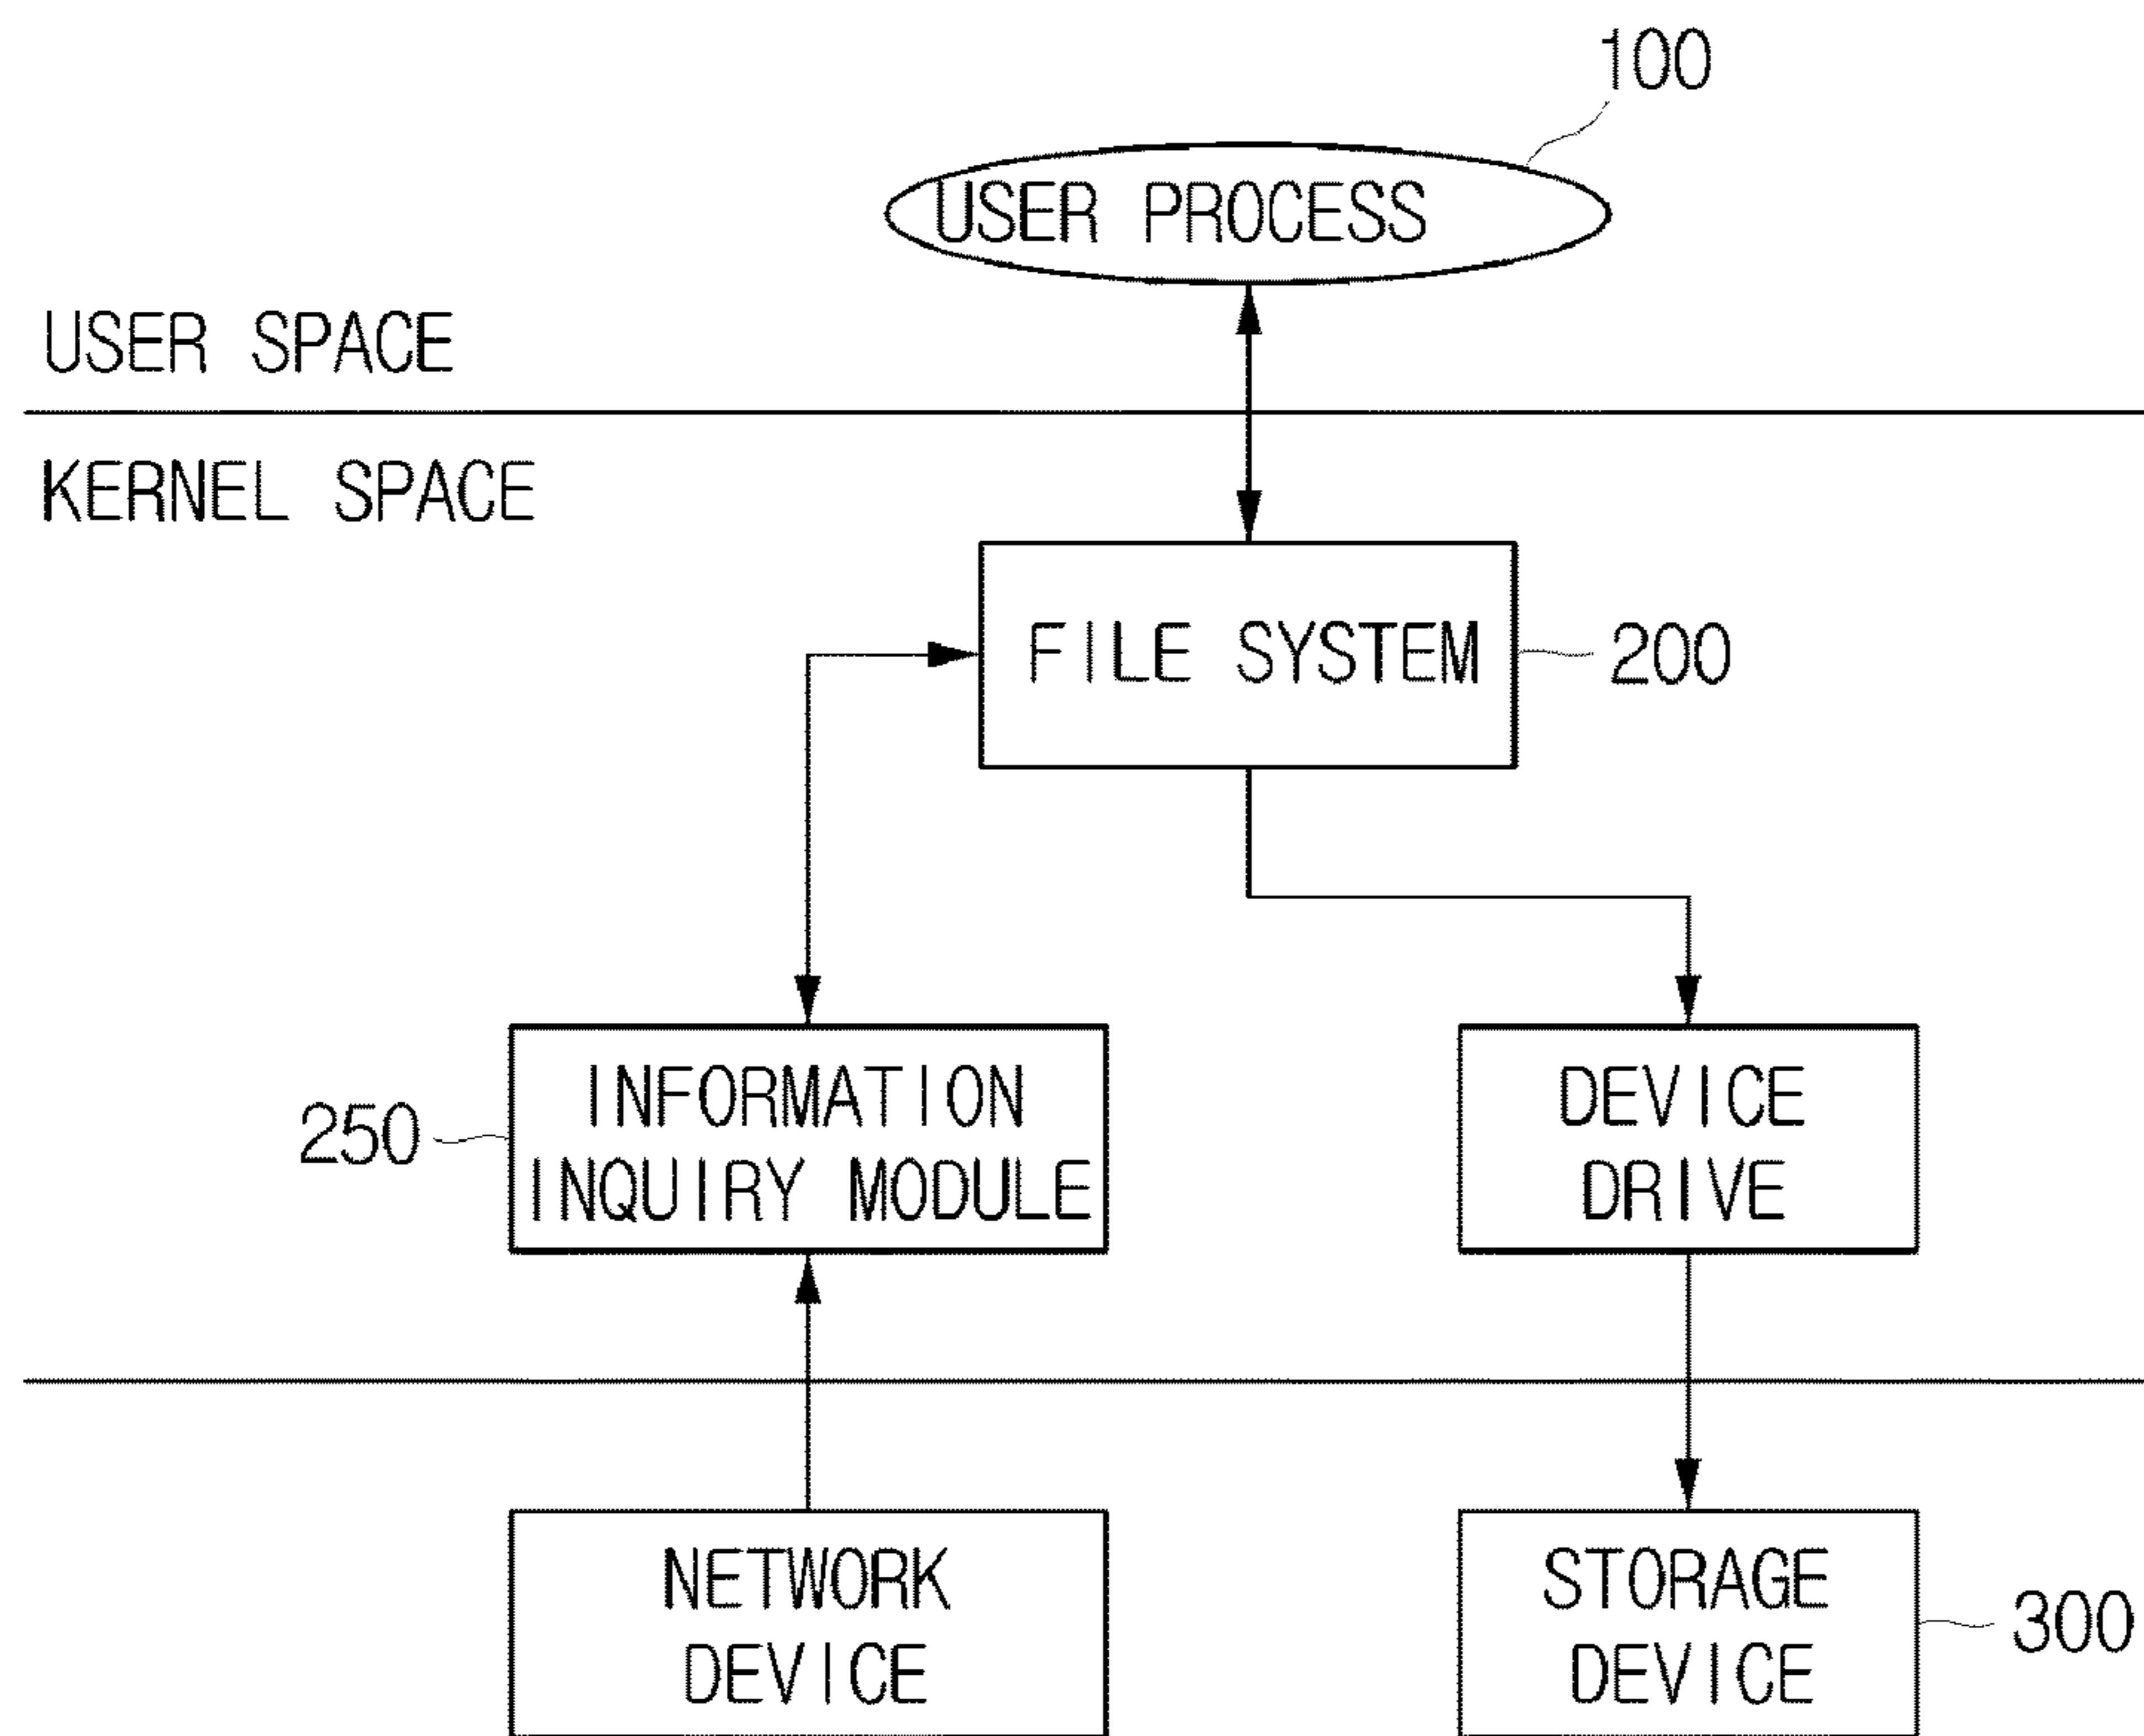 100
USER PROCESS
USER SPACE
KERNEL SPACE
FILE SYSTEM
200
INFORMATION
INQUIRY MODULE
250
DEVICE
DRIVE
NETWORK
DEVICE
STORAGE
DEVICE
300